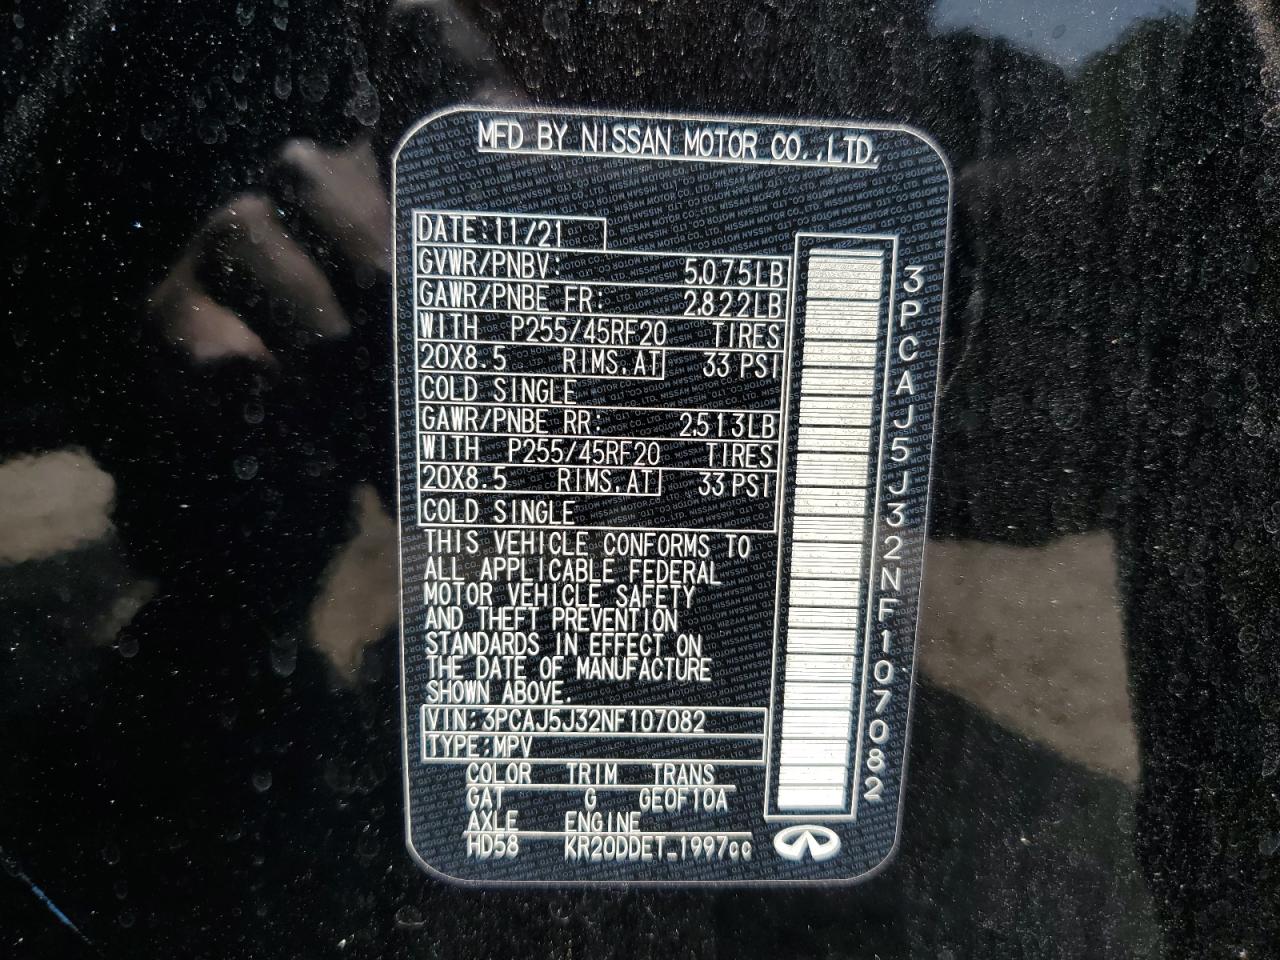 MFD BY NISSAN MOTOR CO.,LTD.
DATE:11/21
GVWR/PNBV: 5,075LB
GAWR/PNBE FR: 2,822LB
WITH P255/45RF20 TIRES
20X8.5 RIMS,AT 33 PSI
COLD SINGLE
GAWR/PNBE RR: 2,513LB
WITH P255/45RF20 TIRES
20X8.5 RIMS,AT 33 PSI
COLD SINGLE
THIS VEHICLE CONFORMS TO
ALL APPLICABLE FEDERAL
MOTOR VEHICLE SAFETY
AND THEFT PREVENTION
STANDARDS IN EFFECT ON
THE DATE OF MANUFACTURE
SHOWN ABOVE.
VIN:3PCAJ5J32NF107082
TYPE:MPV
COLOR TRIM TRANS
GAT G GE0F10A
AXLE ENGINE
HD58 KR20DDET_1997cc
3PCAJ5J32NF107082